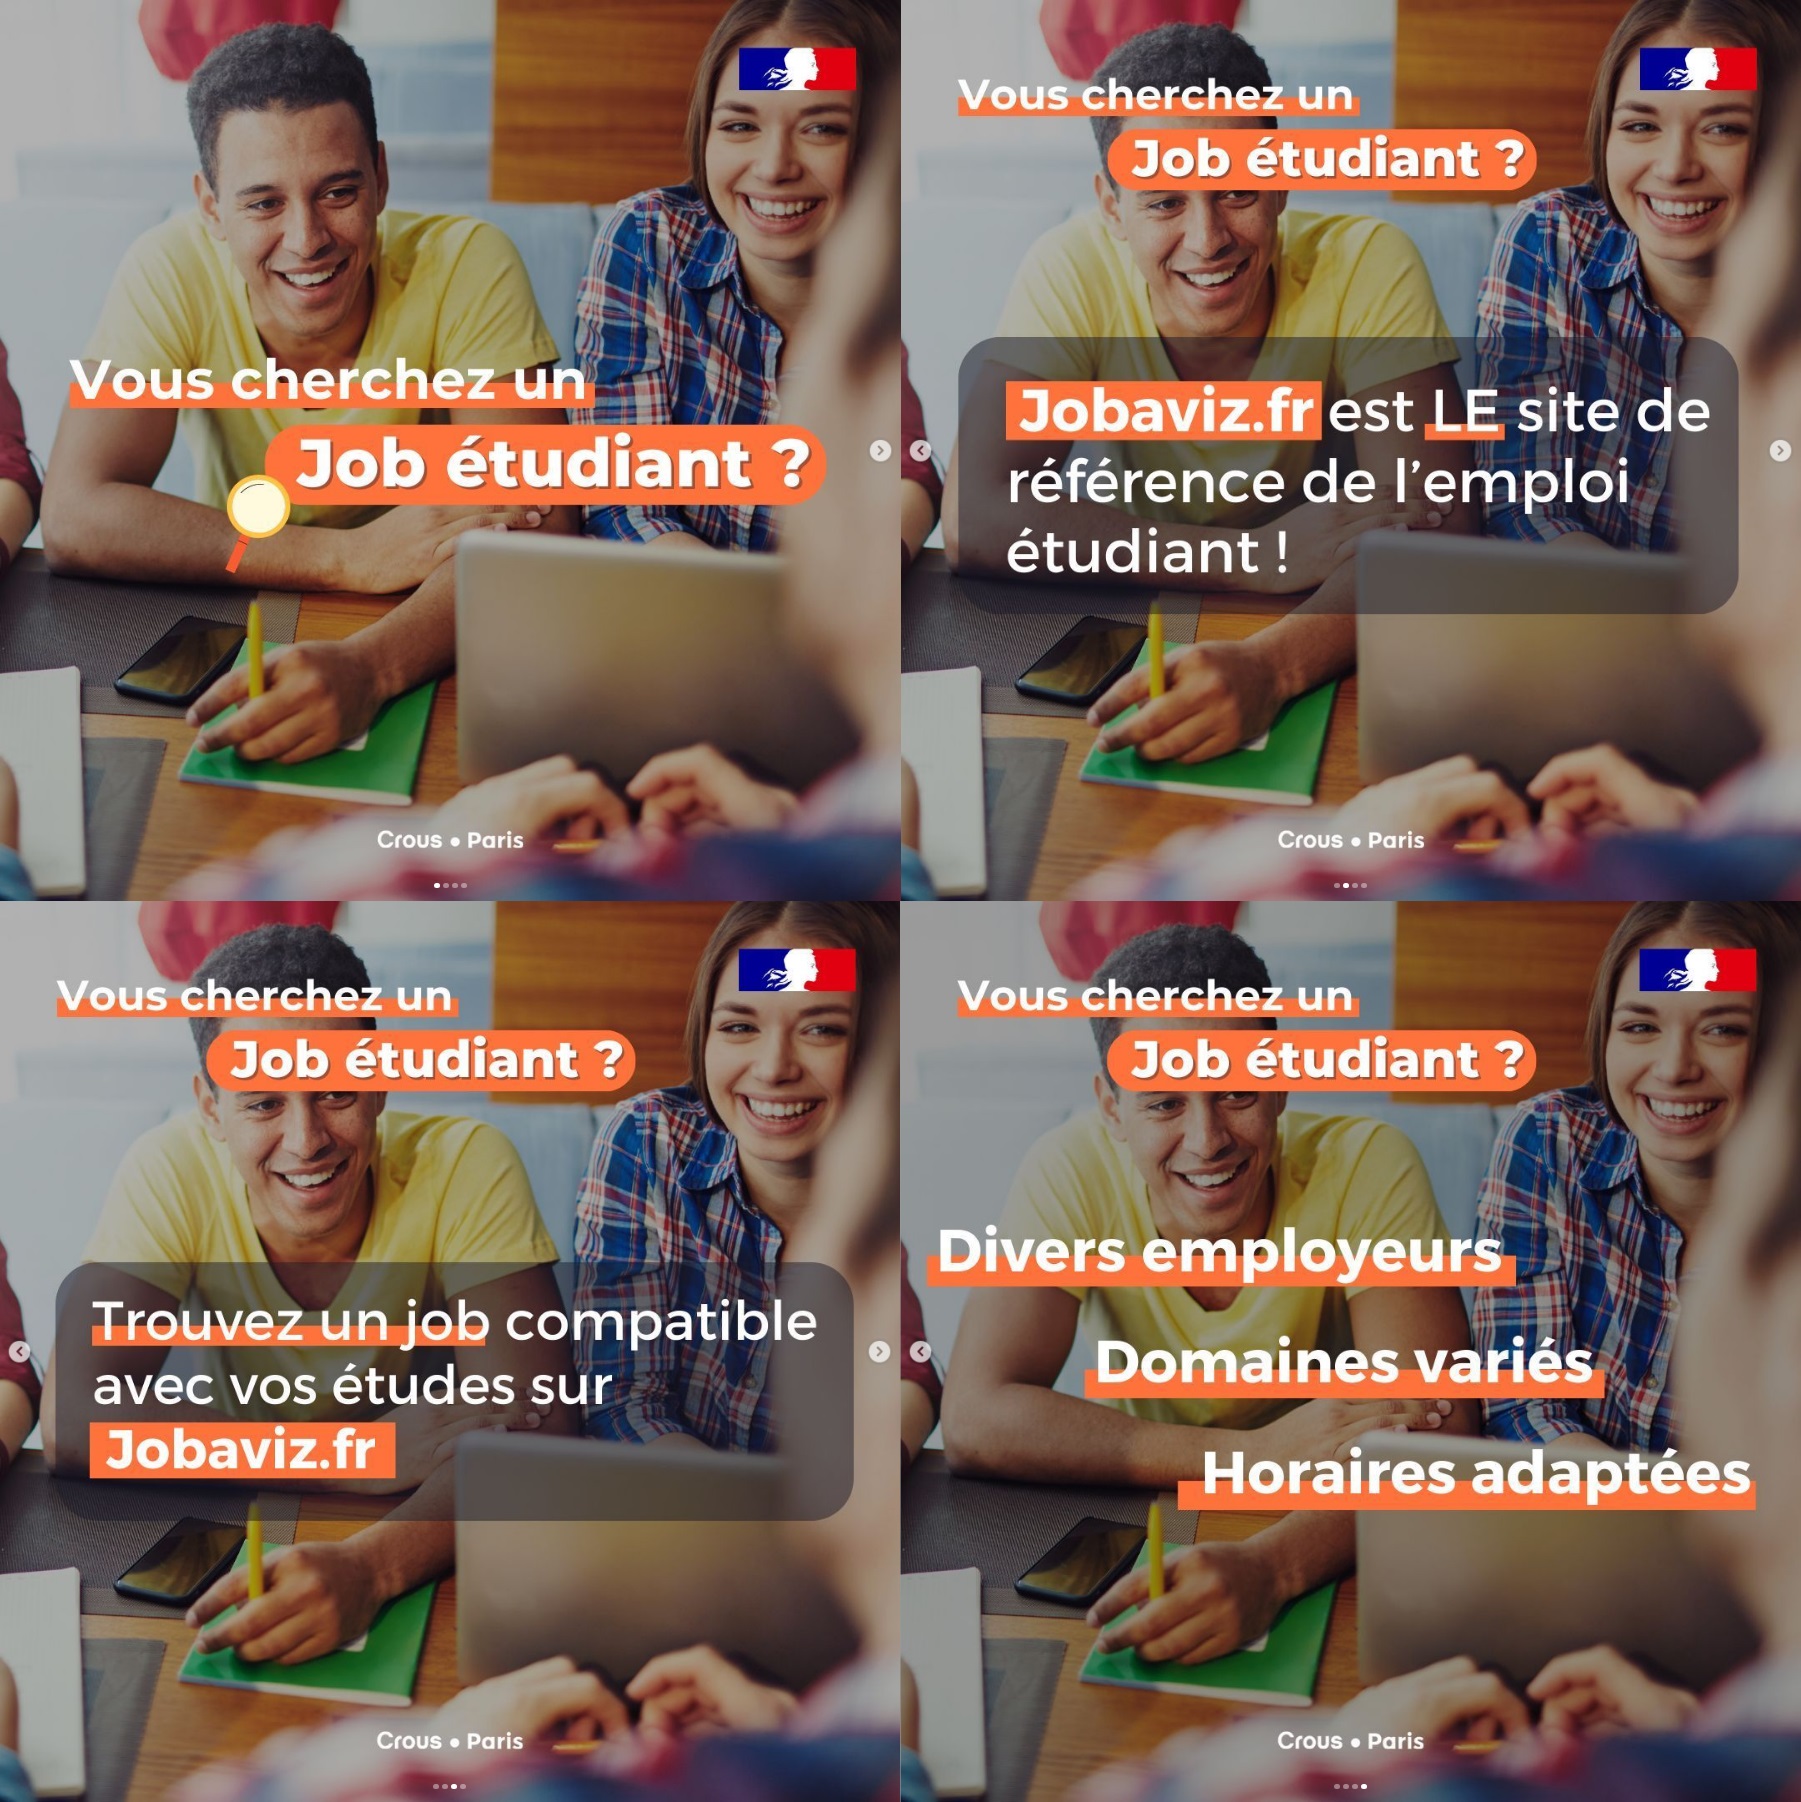 Vous cherchez un
Job étudiant ?
Crous • Paris
Vous cherchez un
Job étudiant ?
Jobaviz.fr est LE site de
référence de l'emploi
étudiant !
Crous • Paris
Vous cherchez un
Job étudiant ?
Trouvez un job compatible
avec vos études sur
Jobaviz.fr
Crous • Paris
Vous cherchez un
Job étudiant ?
Divers employeurs
Domaines variés
Horaires adaptées
Crous • Paris